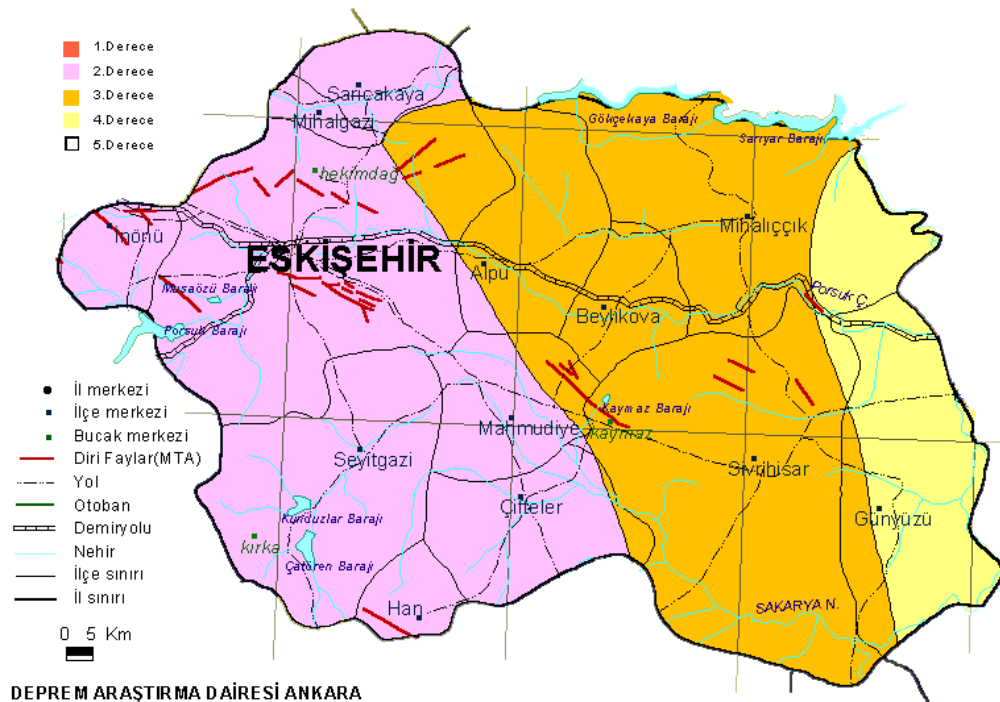 1.Derece
2.Derece
3.Derece
4.Derece
5.Derece
Sarıcakaya
Mihalgazi
hekimdağ
Gökçekaya Barajı
Sarıyar Barajı
Mihalıççık
İnönü
ESKİŞEHİR
Alpu
Musaözü Barajı
Porsuk Ç.
Porsuk Barajı
Beylikova
Kaymaz Barajı
Mahmudiye
kaymaz
Seyitgazi
Sivrihisar
Çifteler
Günyüzü
Kunduzlar Barajı
kırka
Çatören Barajı
Han
SAKARYA N.
İl merkezi
İlçe merkezi
Bucak merkezi
Diri Faylar(MTA)
Yol
Otoban
Demiryolu
Nehir
İlçe sınırı
İl sınırı
0 5 Km
DEPREM ARAŞTIRMA DAİRESİ ANKARA